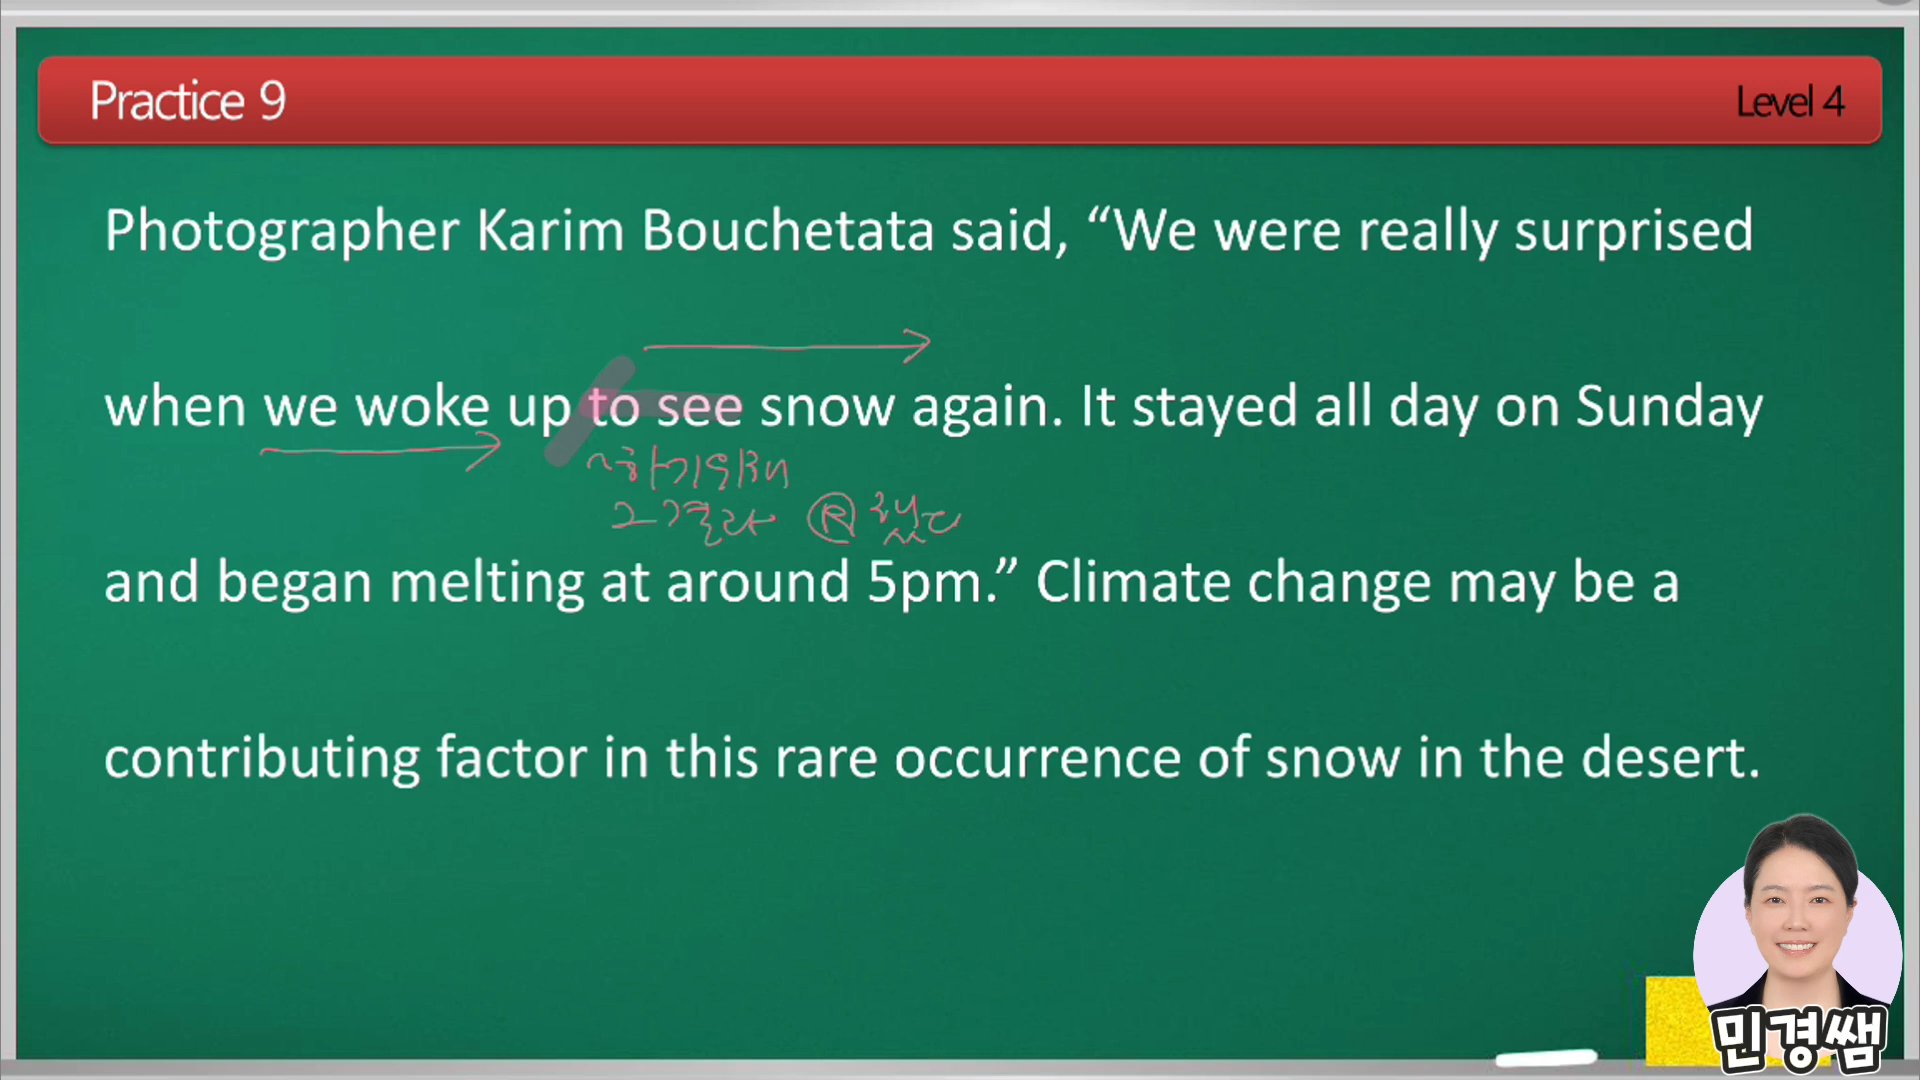 Practice 9
Level 4
Photographer Karim Bouchetata said, “We were really surprised
when we woke up to see snow again. It stayed all day on Sunday
~하기위해
그결과 Ⓡ
and began melting at around 5pm.” Climate change may be a
contributing factor in this rare occurrence of snow in the desert.
민경쌤